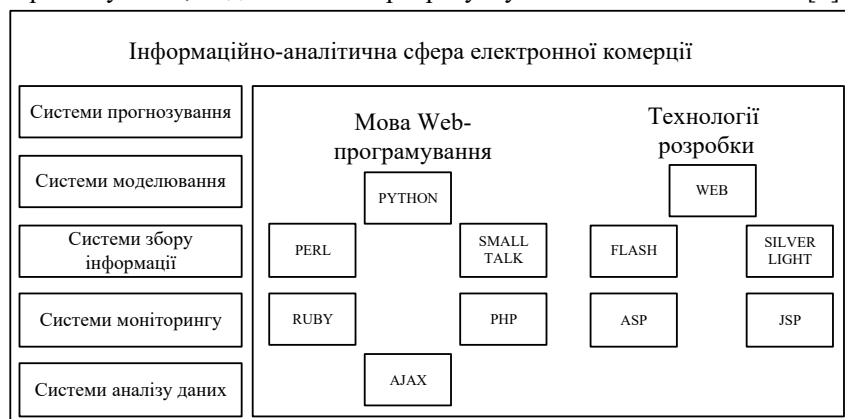 [
Інформаційно-аналітична сфера електронної комерції
Системи прогнозування
Системи моделювання
Системи збору
інформації
Системи моніторингу
Системи аналізу даних
Мова Web-
програмування
PYTHON
PERL
SMALL
TALK
RUBY
PHP
AJAX
Технології
розробки
WEB
FLASH
SILVER
LIGHT
ASP
JSP